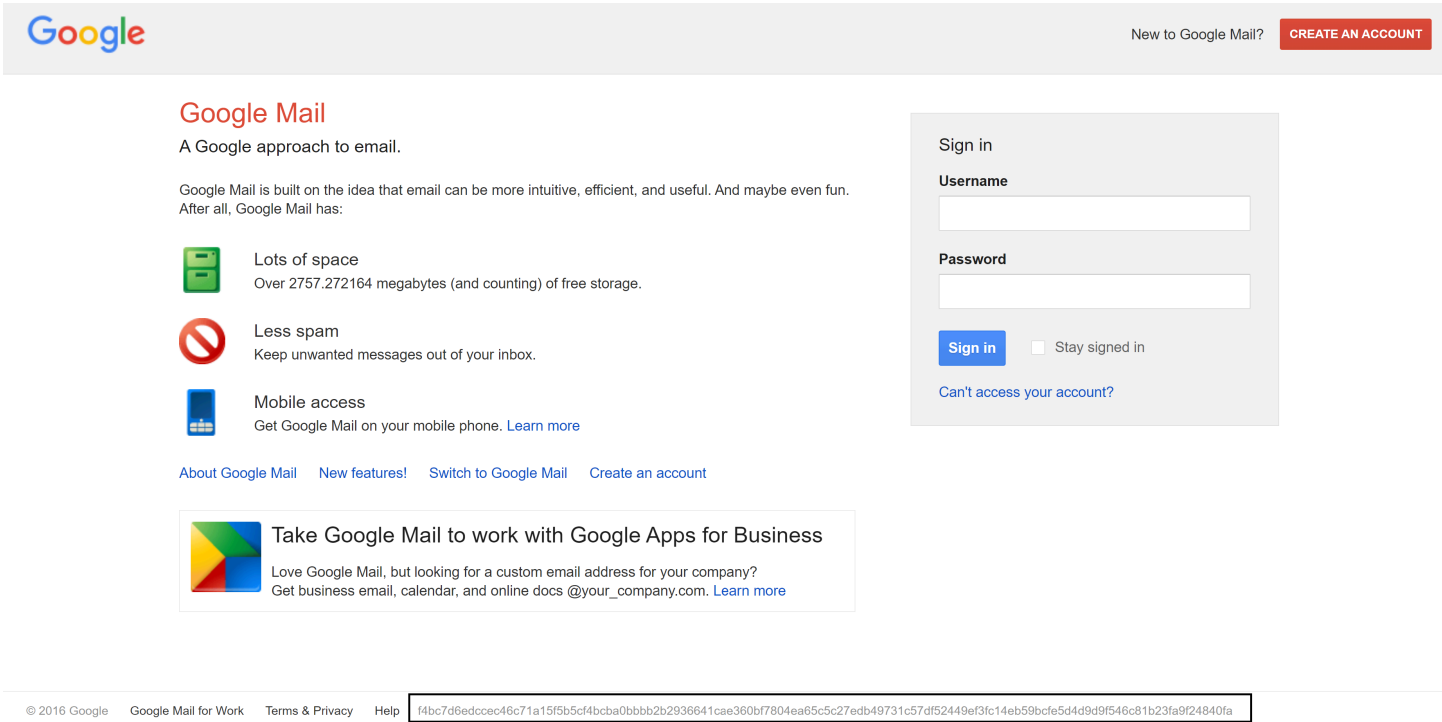 Google
New to Google Mail?
CREATE AN ACCOUNT
Google Mail
A Google approach to email.
Google Mail is built on the idea that email can be more intuitive, efficient, and useful. And maybe even fun.
After all, Google Mail has:
Lots of space
Over 2757.272164 megabytes (and counting) of free storage.
Less spam
Keep unwanted messages out of your inbox.
Mobile access
Get Google Mail on your mobile phone. Learn more
About Google Mail New features! Switch to Google Mail Create an account
Take Google Mail to work with Google Apps for Business
Love Google Mail, but looking for a custom email address for your company?
Get business email, calendar, and online docs @your_company.com. Learn more
Sign in
Username
Password
Sign in
Stay signed in
Can't access your account?
© 2016 Google Google Mail for Work Terms & Privacy Help f4bc7d6edccec46c71a15f5b5cf4bcba0bbbb2b2936641cae360bf7804ea65c5c27edb49731c57df52449ef3fc14eb59bcfe5d4d9d9f546c81b23fa9f24840fa